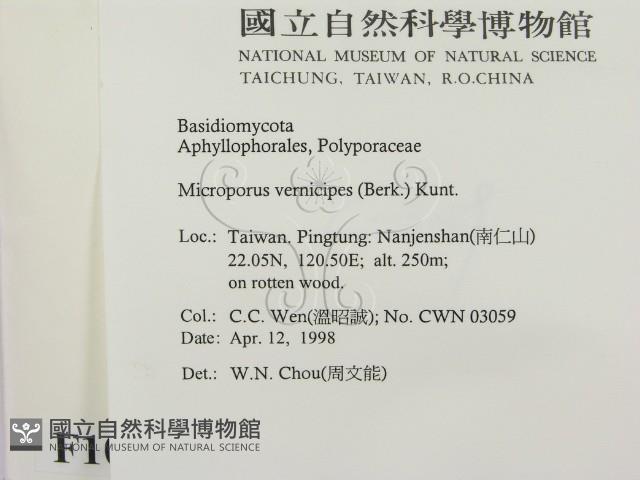 國立自然科學博物館
NATIONAL MUSEUM OF NATURAL SCIENCE
TAICHUNG, TAIWAN, R.O.CHINA
Basidiomycota
Aphyllophorales, Polyporaceae
Microporus vernicipes (Berk.) Kunt.
Loc.: Taiwan. Pingtung: Nanjenshan(南仁山)
22.05N, 120.50E; alt. 250m;
on rotten wood.
Col.: C.C. Wen(溫昭誠); No. CWN 03059
Date: Apr. 12, 1998
Det.: W.N. Chou(周文能)
國立自然科學博物館
NATIONAL MUSEUM OF NATURAL SCIENCE